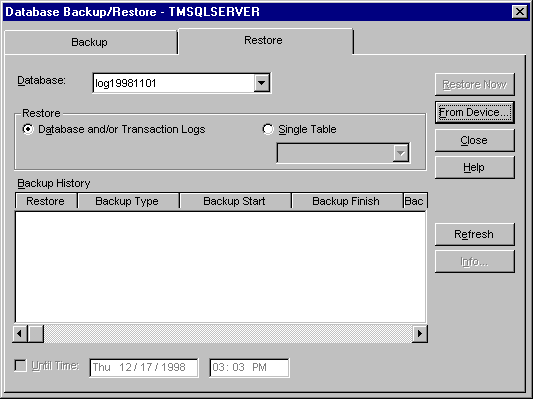 Database Backup/Restore - TMSQLSERVER
Backup
Restore
Database:
log19981101
Restore Now
From Device...
Close
Help
Restore
Database and/or Transaction Logs
Single Table
Backup History
Restore Backup Type Backup Start Backup Finish Bac
Refresh
Info...
Until Time:
Thu 12 / 17 / 1998
03 : 03 PM